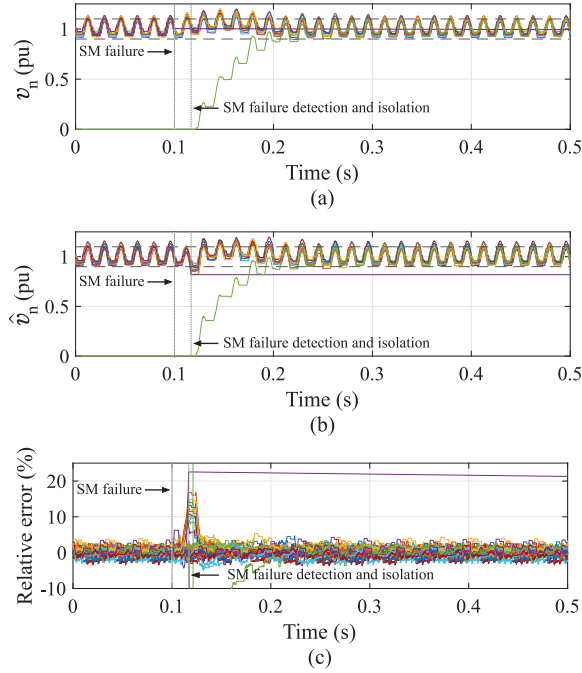 1
0.5
0
v_n (pu)
SM failure
SM failure detection and isolation
0 0.1 0.2 0.3 0.4 0.5
Time (s)
(a)
1
0.5
0
v̂_n (pu)
SM failure
SM failure detection and isolation
0 0.1 0.2 0.3 0.4 0.5
Time (s)
(b)
20
10
0
-10
Relative error (%)
SM failure
SM failure detection and isolation
0 0.1 0.2 0.3 0.4 0.5
Time (s)
(c)